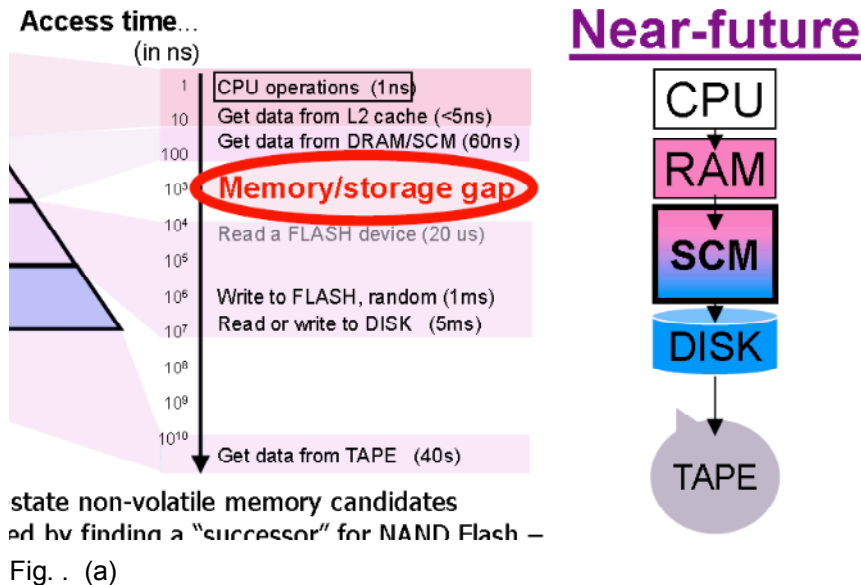 Access time...
(in ns)
1
CPU operations (1ns)
10
Get data from L2 cache (<5ns)
Get data from DRAM/SCM (60ns)
100
10³
Memory/storage gap
10⁴
Read a FLASH device (20 us)
10⁵
10⁶
Write to FLASH, random (1ms)
10⁷
Read or write to DISK (5ms)
10⁸
10⁹
10¹⁰
Get data from TAPE (40s)
state non-volatile memory candidates
ed by finding a "successor" for NAND Flash –
Near-future
CPU
RAM
SCM
DISK
TAPE
Fig. . (a)